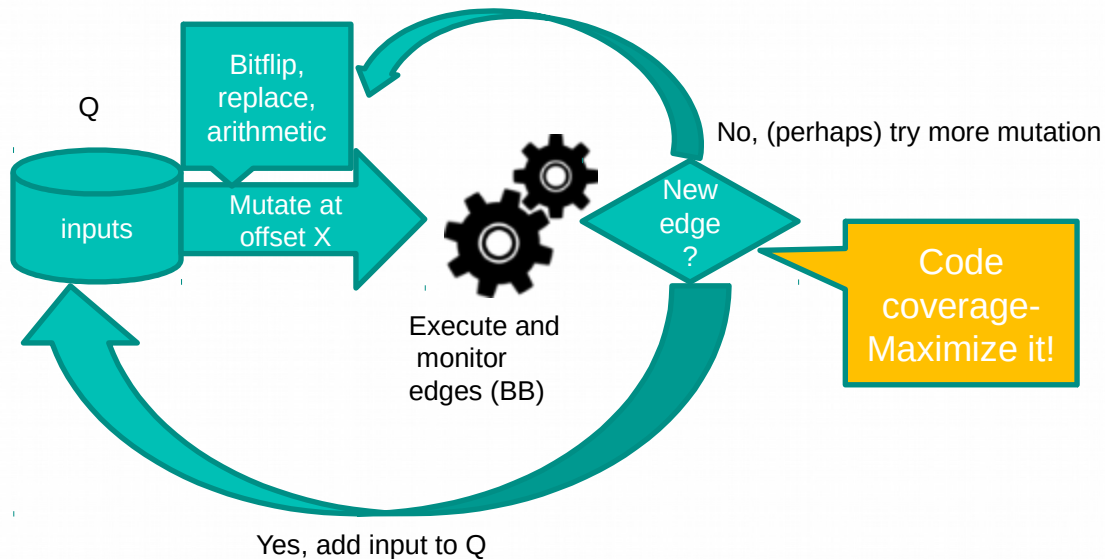 Bitflip,
replace,
arithmetic
Q
No, (perhaps) try more mutation
inputs
Mutate at
offset X
New
edge
?
Code
coverage-
Maximize it!
Execute and
monitor
edges (BB)
Yes, add input to Q